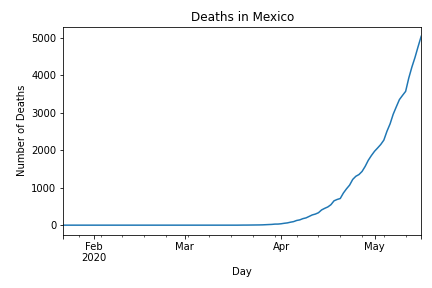 Deaths in Mexico
Number of Deaths
5000
4000
3000
2000
1000
0
Feb
2020
Mar
Apr
May
Day